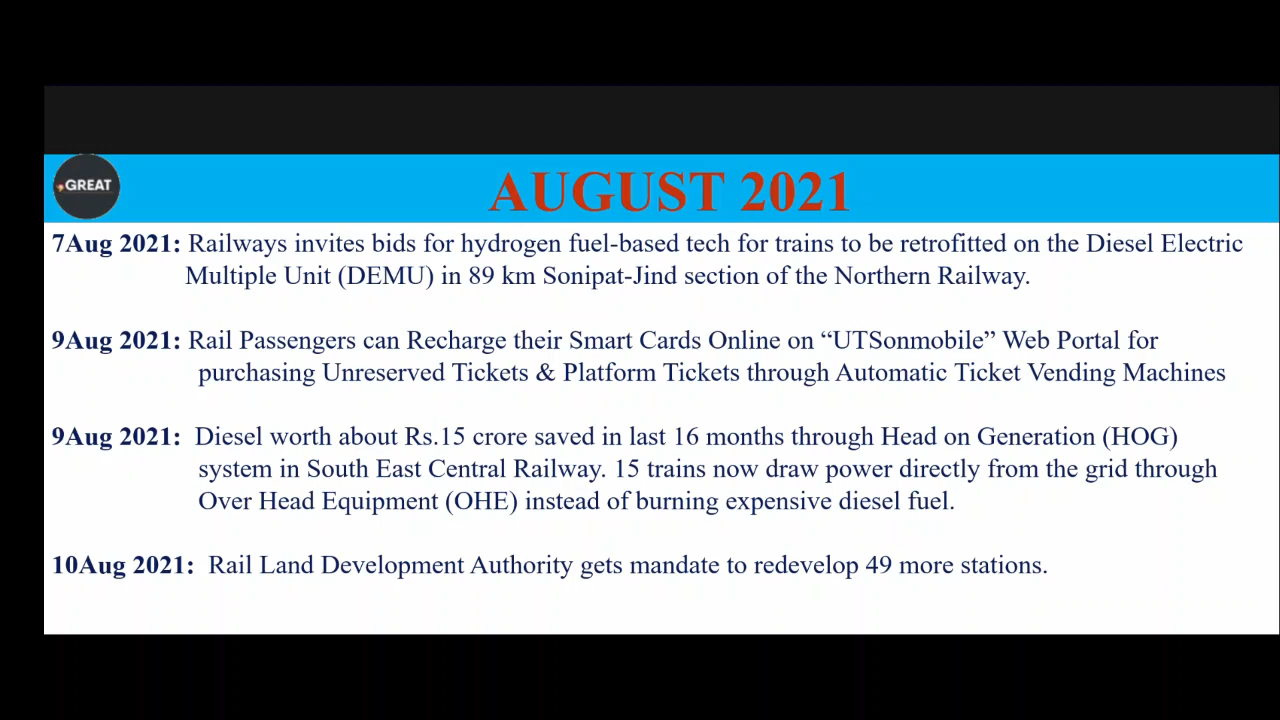 GREAT
AUGUST 2021
7Aug 2021: Railways invites bids for hydrogen fuel-based tech for trains to be retrofitted on the Diesel Electric
Multiple Unit (DEMU) in 89 km Sonipat-Jind section of the Northern Railway.
9Aug 2021: Rail Passengers can Recharge their Smart Cards Online on “UTSonmobile” Web Portal for
purchasing Unreserved Tickets & Platform Tickets through Automatic Ticket Vending Machines
9Aug 2021: Diesel worth about Rs.15 crore saved in last 16 months through Head on Generation (HOG)
system in South East Central Railway. 15 trains now draw power directly from the grid through
Over Head Equipment (OHE) instead of burning expensive diesel fuel.
10Aug 2021: Rail Land Development Authority gets mandate to redevelop 49 more stations.